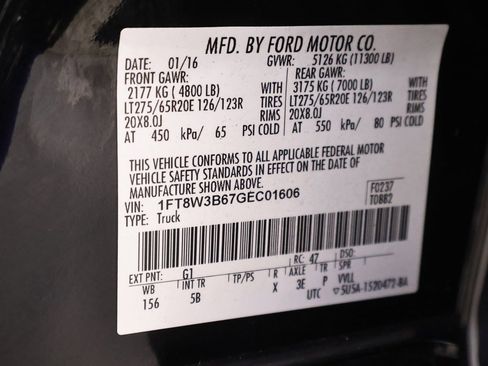 MFD. BY FORD MOTOR CO.
DATE: 01/16 GVWR: 5126 KG (11300 LB)
FRONT GAWR: REAR GAWR:
2177 KG ( 4800 LB) 3175 KG ( 7000 LB)
LT275/65R20E 126/123R TIRES LT275/65R20E 126/123R TIRES
20X8.0J RIMS 20X8.0J RIMS
AT 450 kPa/ 65 PSI COLD AT 550 kPa/ 80 PSI COLD
THIS VEHICLE CONFORMS TO ALL APPLICABLE FEDERAL MOTOR
VEHICLE SAFETY STANDARDS IN EFFECT ON THE DATE OF
MANUFACTURE SHOWN ABOVE.
VIN: 1FT8W3B67GEC01606 F0237
TYPE: Truck T0882
EXT PNT: G1 RC: 47 DSO:
WB INT TR TP/PS R AXLE TR SPR
156 5B X 3E P VVLL
UTC ▽5U5A-1520472-BA